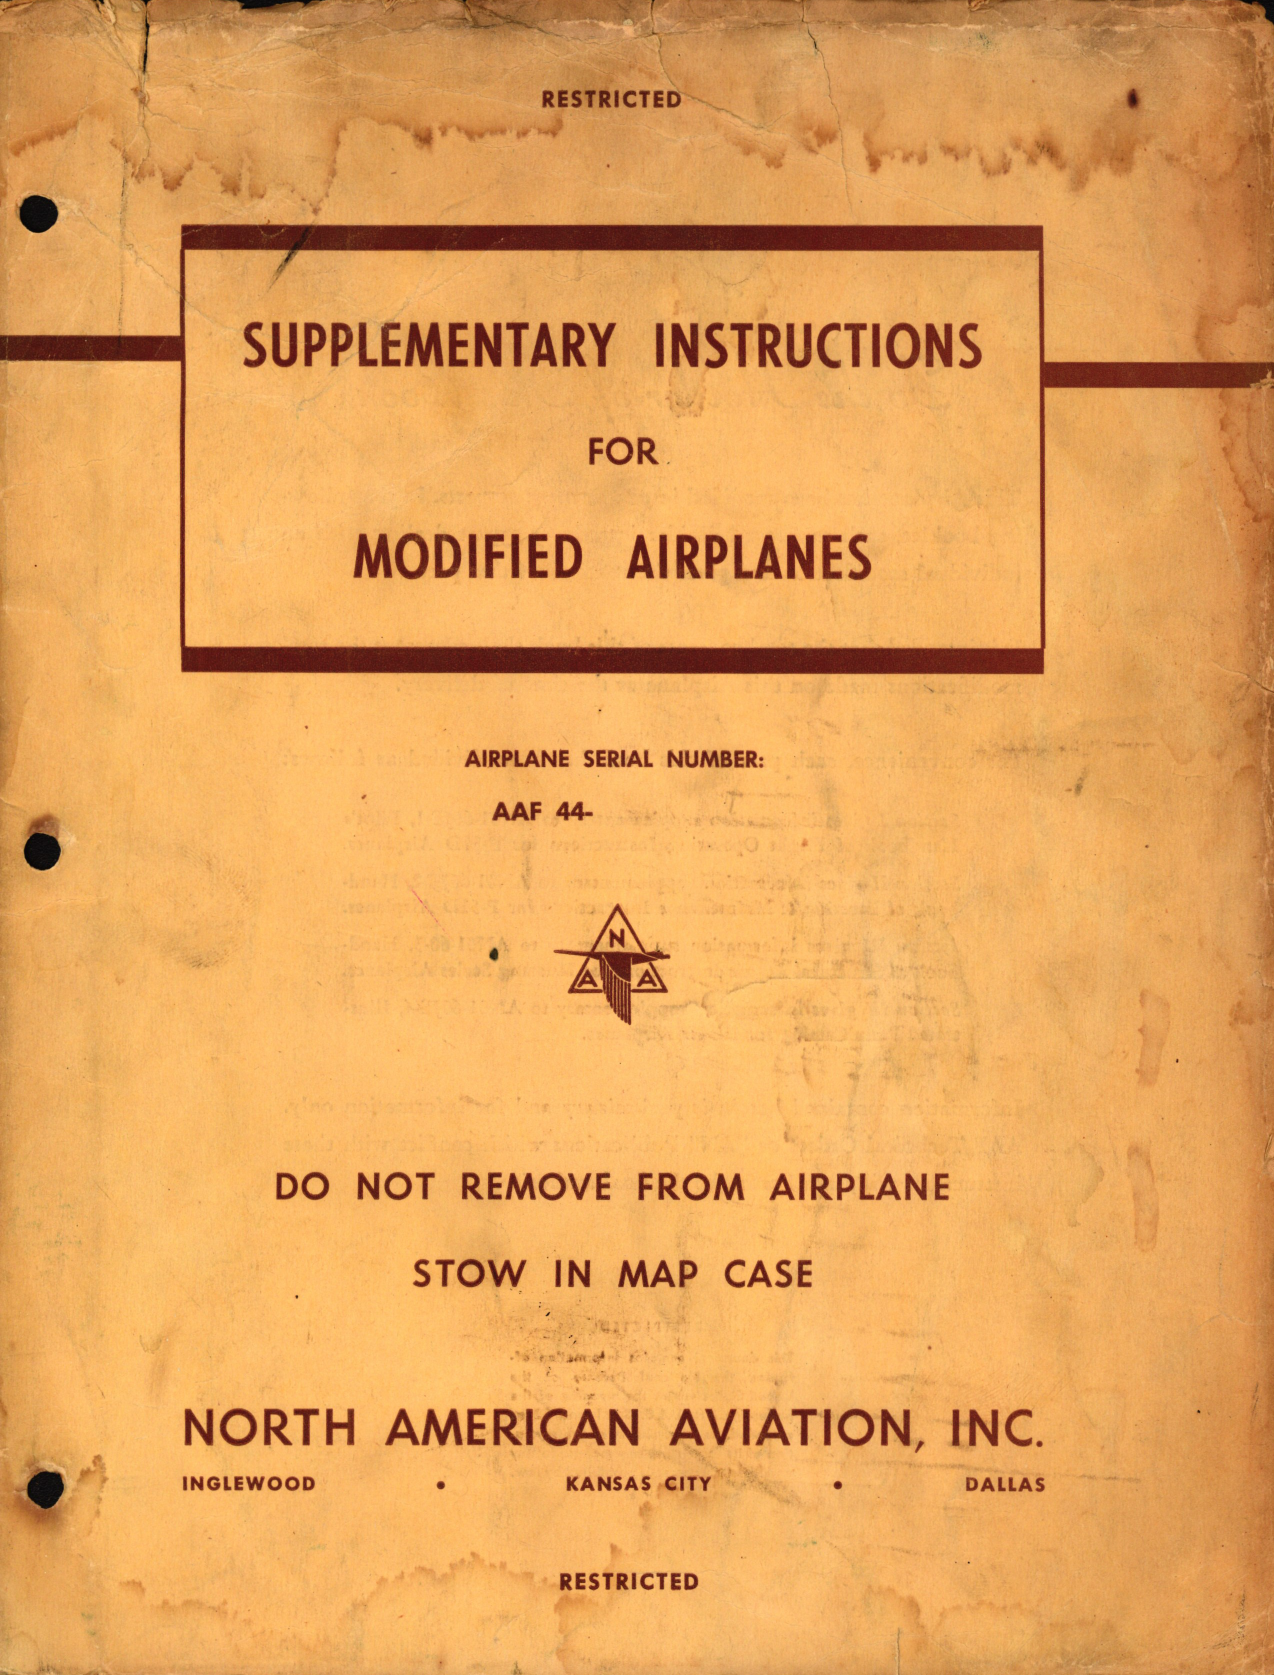 RESTRICTED
SUPPLEMENTARY INSTRUCTIONS
FOR
MODIFIED AIRPLANES
AIRPLANE SERIAL NUMBER:
AAF 44-
N
A A
DO NOT REMOVE FROM AIRPLANE
STOW IN MAP CASE
NORTH AMERICAN AVIATION, INC.
INGLEWOOD • KANSAS CITY • DALLAS
RESTRICTED